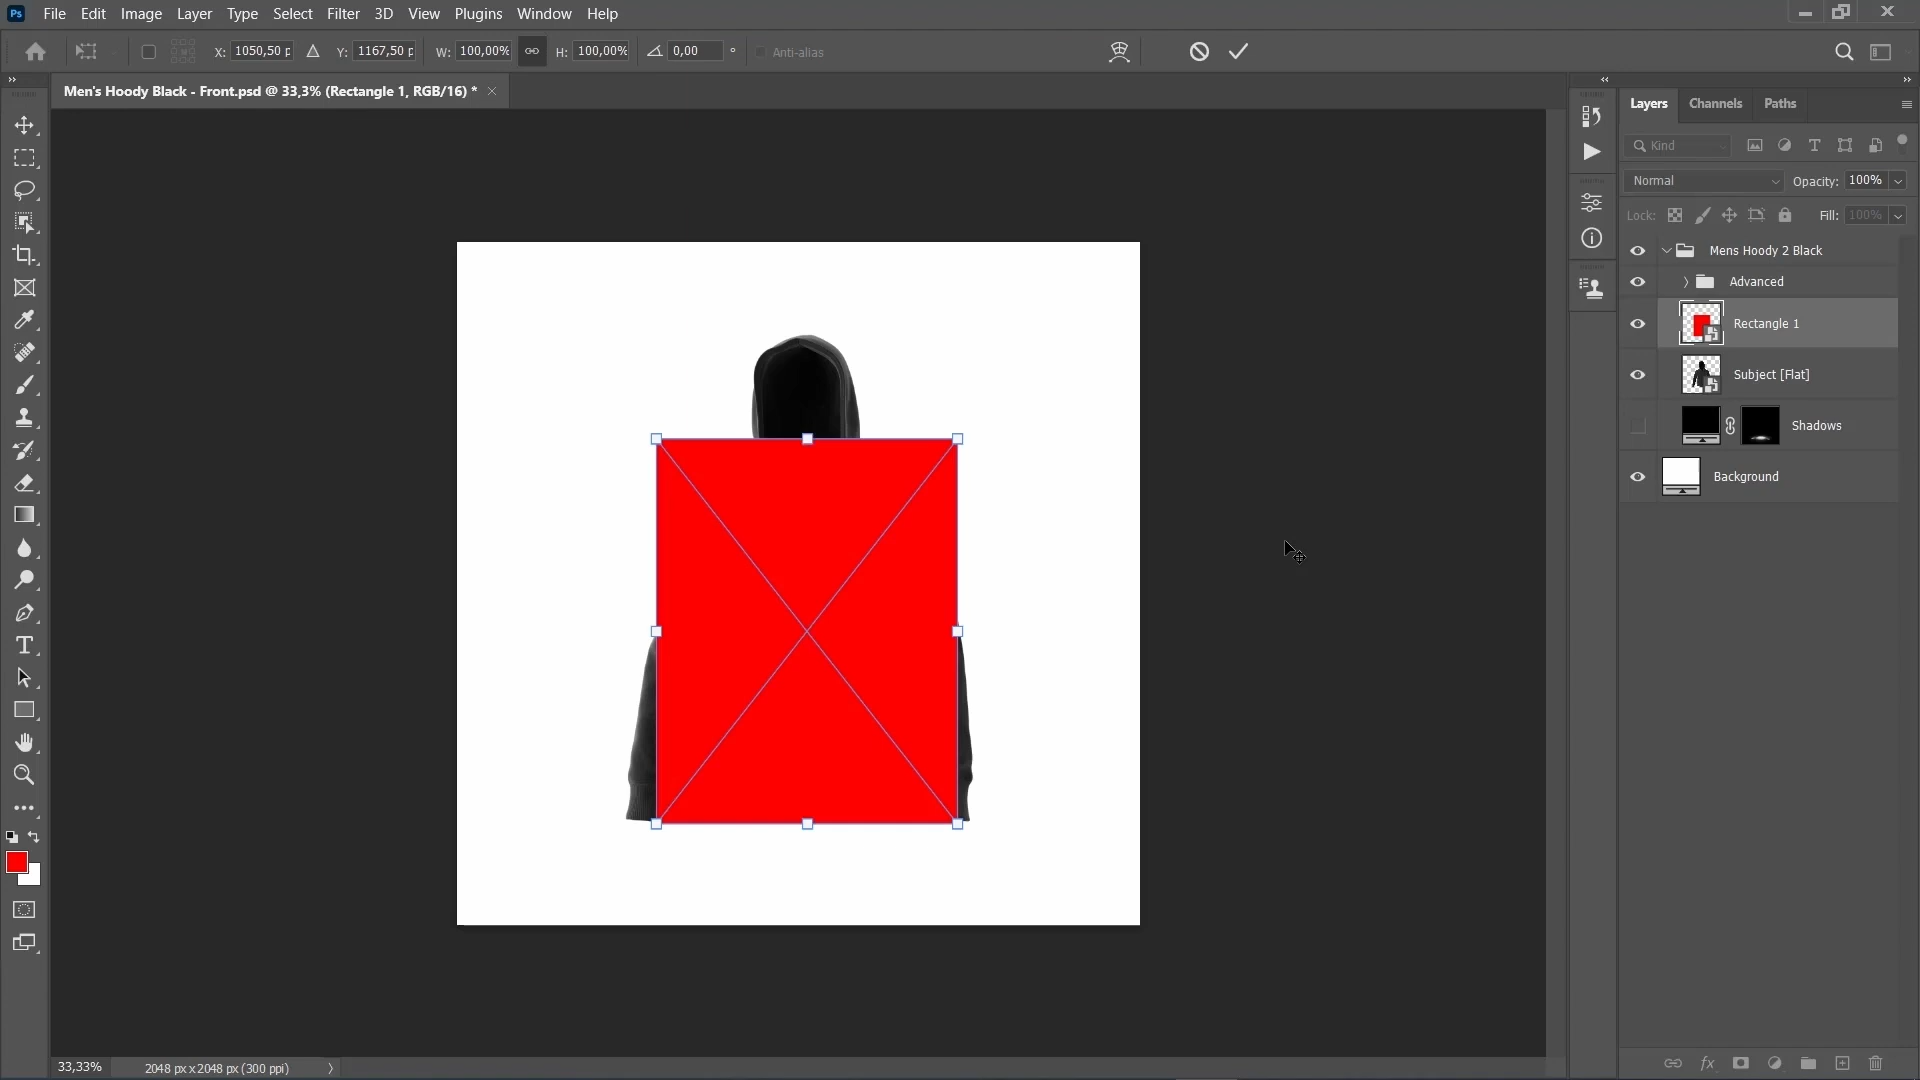 Ps File Edit Image Layer Type Select Filter 3D View Plugins Window Help
X: 1050,50 p Y: 1167,50 p W: 100,00% H: 100,00% 0,00 ° Anti-alias
Men's Hoody Black - Front.psd @ 33,3% (Rectangle 1, RGB/16) *
Layers Channels Paths
Kind
Normal Opacity: 100%
Lock: Fill: 100%
Mens Hoody 2 Black
Advanced
Rectangle 1
Subject [Flat]
Shadows
Background
33,33% 2048 px x 2048 px (300 ppi)